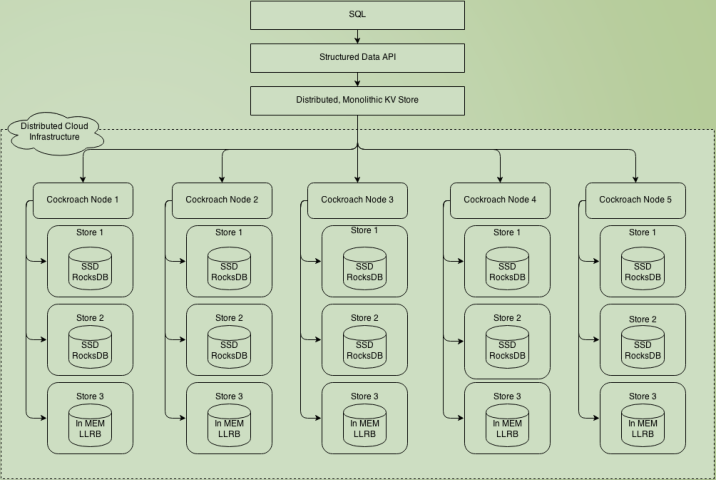 SQL
Structured Data API
Distributed, Monolithic KV Store
Distributed Cloud
Infrastructure
Cockroach Node 1
Cockroach Node 2
Cockroach Node 3
Cockroach Node 4
Cockroach Node 5
Store 1
SSD
RocksDB
Store 1
SSD
RocksDB
Store 1
SSD
RocksDB
Store 1
SSD
RocksDB
Store 1
SSD
RocksDB
Store 2
SSD
RocksDB
Store 2
SSD
RocksDB
Store 2
SSD
RocksDB
Store 2
SSD
RocksDB
Store 2
SSD
RocksDB
Store 3
In MEM
LLRB
Store 3
In MEM
LLRB
Store 3
In MEM
LLRB
Store 3
In MEM
LLRB
Store 3
In MEM
LLRB